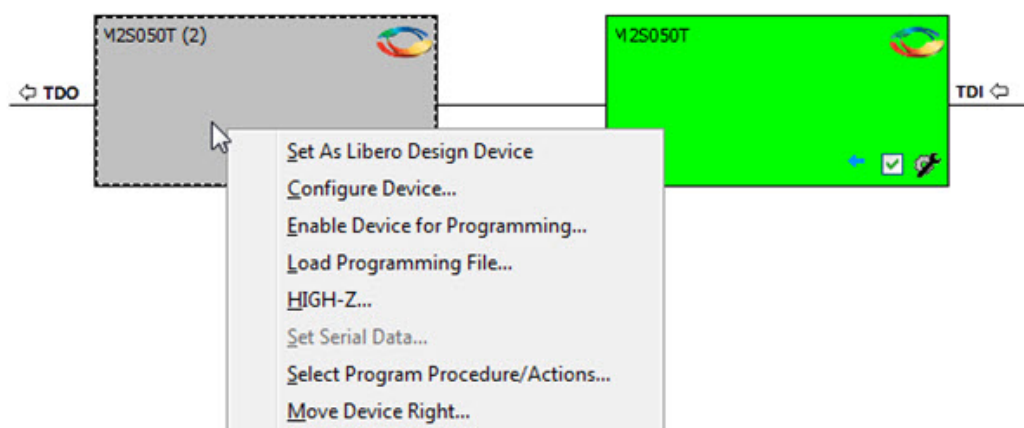 M2S050T (2)
M2S050T
TDO
TDI
Set As Libero Design Device
Configure Device...
Enable Device for Programming...
Load Programming File...
HIGH-Z...
Set Serial Data...
Select Program Procedure/Actions...
Move Device Right...